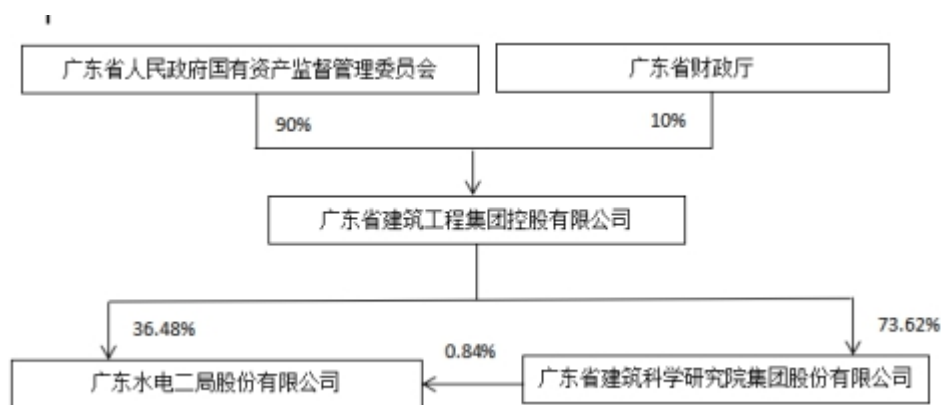 广东省人民政府国有资产监督管理委员会
广东省财政厅
90%
10%
广东省建筑工程集团控股有限公司
36.48%
73.62%
0.84%
广东水电二局股份有限公司
广东省建筑科学研究院集团股份有限公司